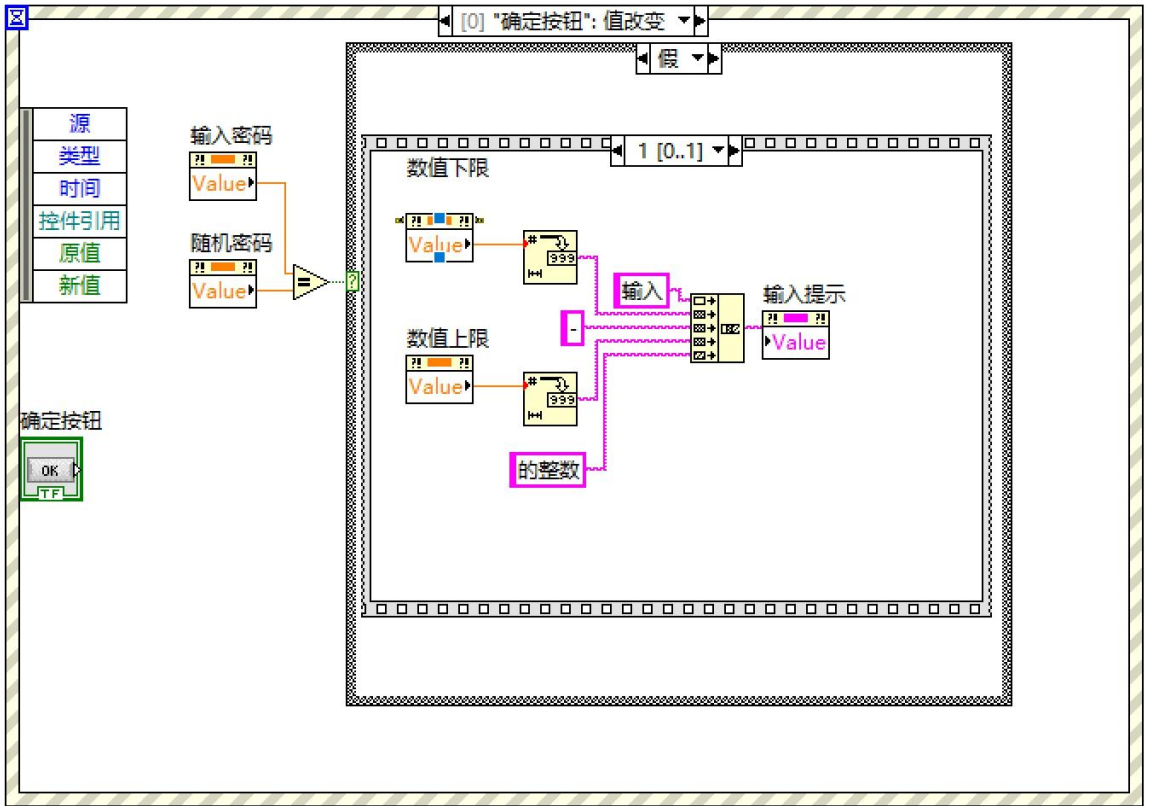 [0] "确定按钮": 值改变
假
源
类型
时间
控件引用
原值
新值
输入密码
?! ?!
Value
随机密码
?! ?!
Value
=
?
1 [0..1]
数值下限
?! ?!
Value
#
999
输入
-
输入提示
?! ?!
Value
数值上限
?! ?!
Value
#
999
的整数
确定按钮
OK
TF